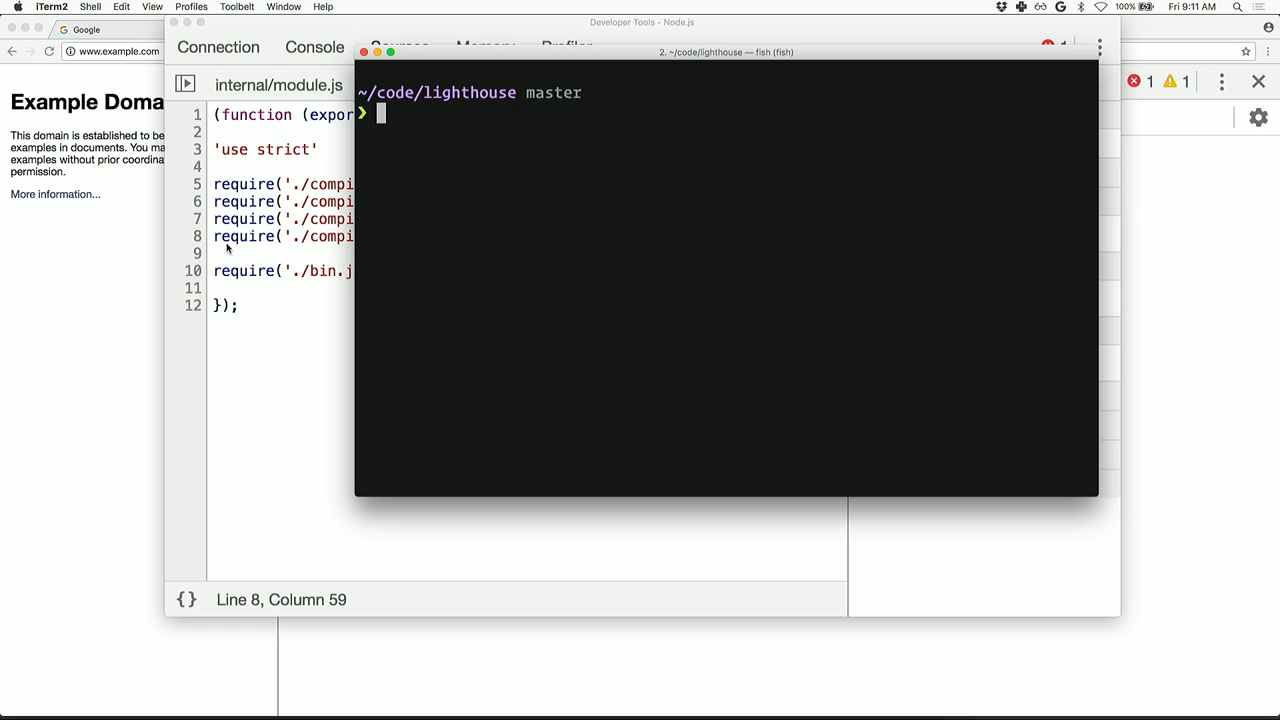 iTerm2 Shell Edit View Profiles Toolbelt Window Help 100% Fri 9:11 AM
Google
www.example.com
Developer Tools - Node.js
Connection Console Sources Memory Profiler 1
2. ~/code/lighthouse — fish (fish)
internal/module.js
1 1
Example Doma
This domain is established to be
examples in documents. You ma
examples without prior coordina
permission.
More information...
1 (function (expor
2
3 'use strict'
4
5 require('./compi
6 require('./compi
7 require('./compi
8 require('./compi
9
10 require('./bin.j
11
12 });
~/code/lighthouse master
❯
{} Line 8, Column 59